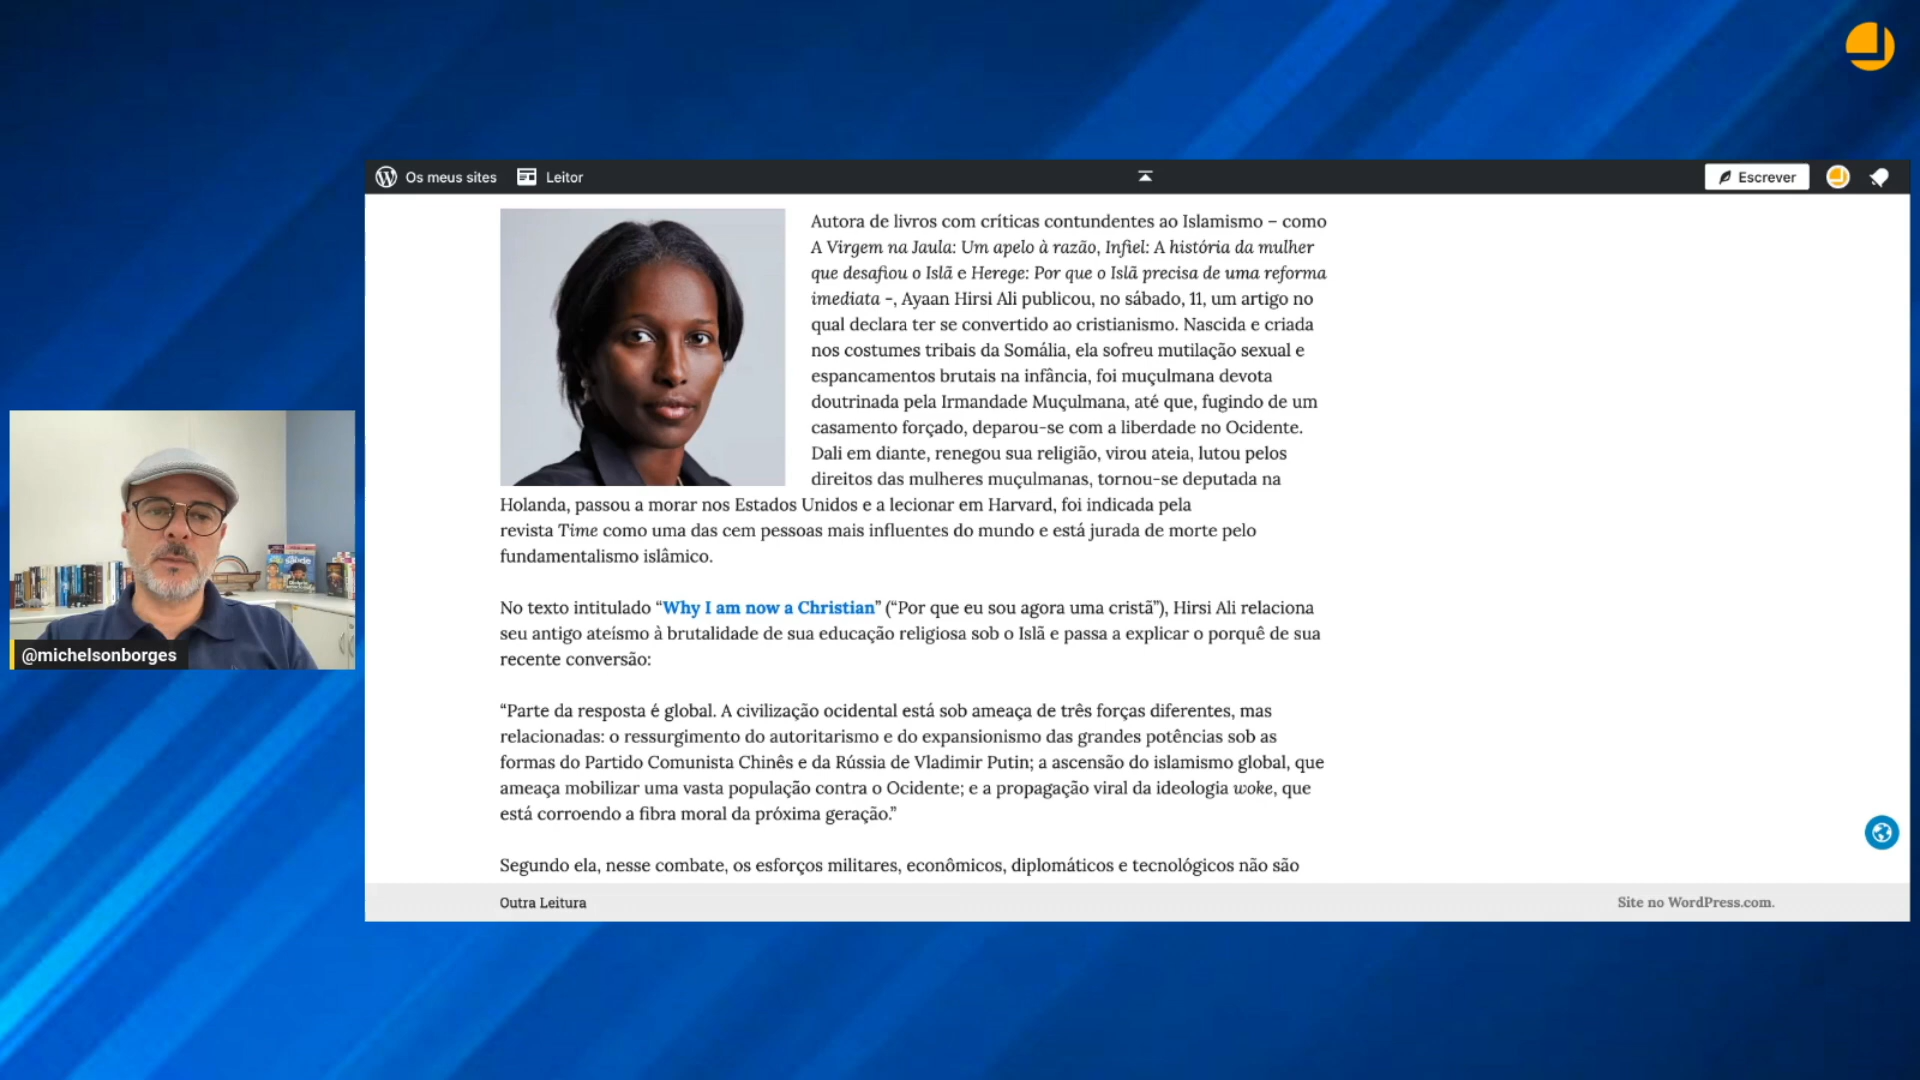 Os meus sites
Leitor
Escrever
Autora de livros com críticas contundentes ao Islamismo – como
A Virgem na Jaula: Um apelo à razão, Infiel: A história da mulher
que desafiou o Islã e Herege: Por que o Islã precisa de uma reforma
imediata -, Ayaan Hirsi Ali publicou, no sábado, 11, um artigo no
qual declara ter se convertido ao cristianismo. Nascida e criada
nos costumes tribais da Somália, ela sofreu mutilação sexual e
espancamentos brutais na infância, foi muçulmana devota
doutrinada pela Irmandade Muçulmana, até que, fugindo de um
casamento forçado, deparou-se com a liberdade no Ocidente.
Dali em diante, renegou sua religião, virou ateia, lutou pelos
direitos das mulheres muçulmanas, tornou-se deputada na
Holanda, passou a morar nos Estados Unidos e a lecionar em Harvard, foi indicada pela
revista Time como uma das cem pessoas mais influentes do mundo e está jurada de morte pelo
fundamentalismo islâmico.
No texto intitulado “Why I am now a Christian” (“Por que eu sou agora uma cristã”), Hirsi Ali relaciona
seu antigo ateísmo à brutalidade de sua educação religiosa sob o Islã e passa a explicar o porquê de sua
recente conversão:
“Parte da resposta é global. A civilização ocidental está sob ameaça de três forças diferentes, mas
relacionadas: o ressurgimento do autoritarismo e do expansionismo das grandes potências sob as
formas do Partido Comunista Chinês e da Rússia de Vladimir Putin; a ascensão do islamismo global, que
ameaça mobilizar uma vasta população contra o Ocidente; e a propagação viral da ideologia woke, que
está corroendo a fibra moral da próxima geração.”
Segundo ela, nesse combate, os esforços militares, econômicos, diplomáticos e tecnológicos não são
Outra Leitura
Site no WordPress.com.
@michelsonborges